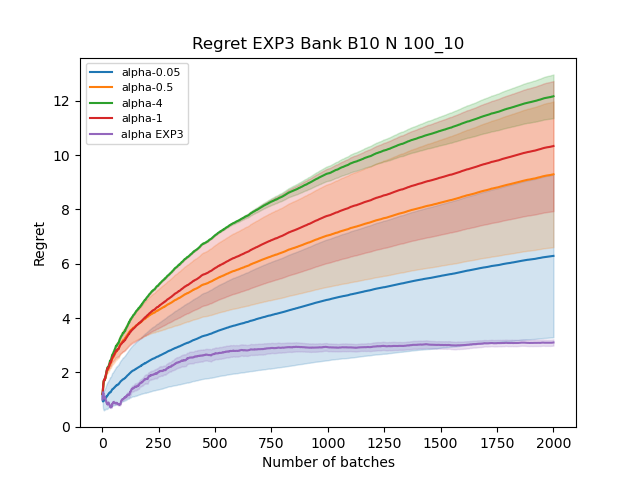 Regret EXP3 Bank B10 N 100_10
alpha-0.05
alpha-0.5
alpha-4
alpha-1
alpha EXP3
12
10
8
6
4
2
0
Regret
0 250 500 750 1000 1250 1500 1750 2000
Number of batches